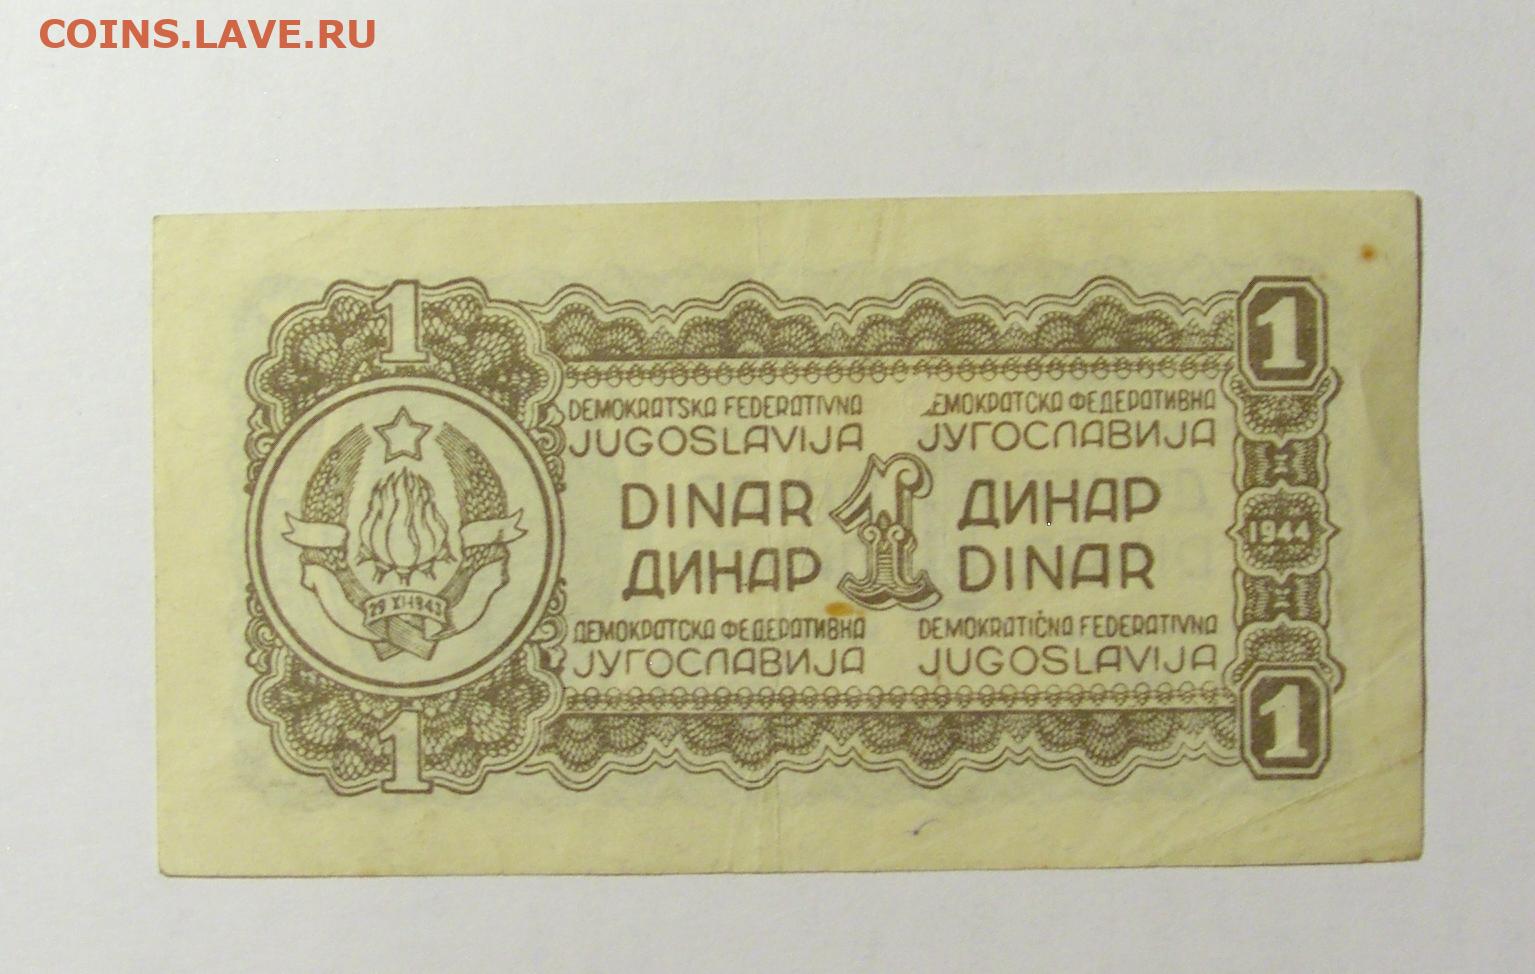 COINS.LAVE.RU
1
1
DEMOKRATSKA FEDERATIVNA
JUGOSLAVIJA
ДЕМОКРАТСКА ФЕДЕРАТИВНА
ЈУГОСЛАВИЈА
DINAR
ДИНАР
1
ДИНАР
DINAR
1944
29 XI 1943
ДЕМОКРАТСКА ФЕДЕРАТИВНА
ЈУГОСЛАВИЈА
DEMOKRATIČNA FEDERATIVNA
JUGOSLAVIJA
1
1